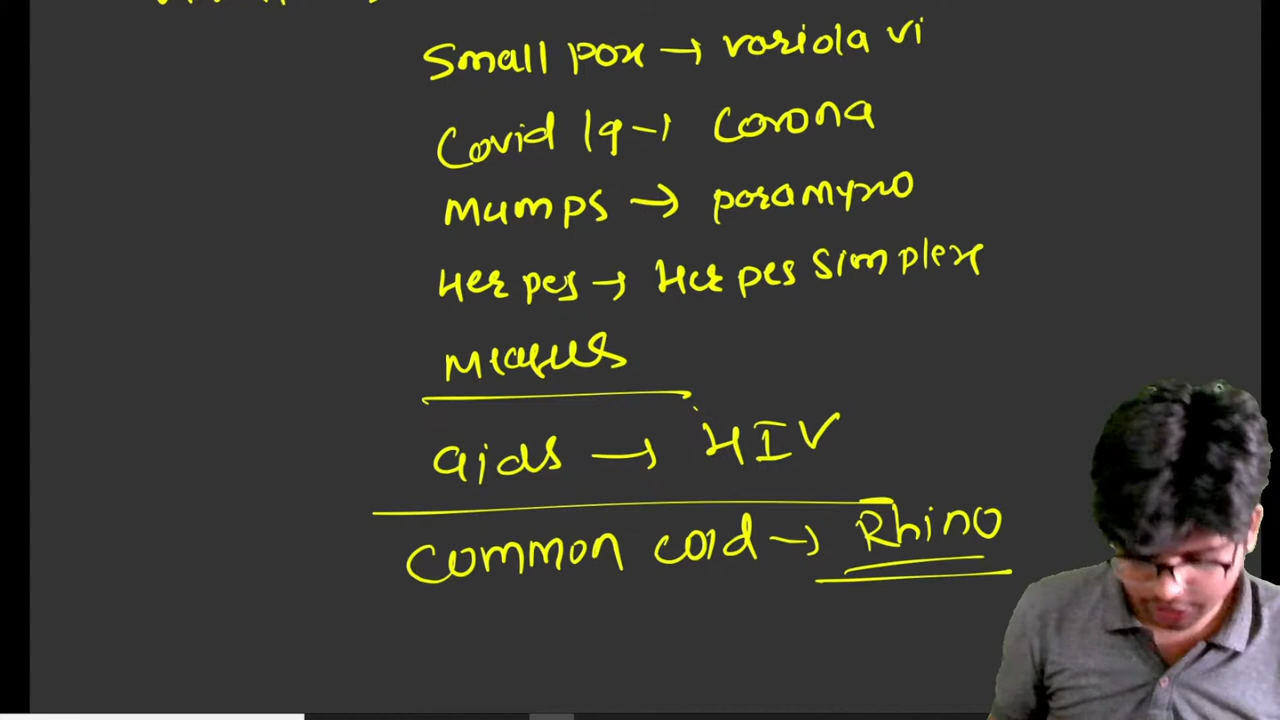 Small pox → variola vi
Covid 19 → Corona
Mumps → paramyxo
Herpes → Herpes Simplex
aids → HIV
Common cold → Rhino